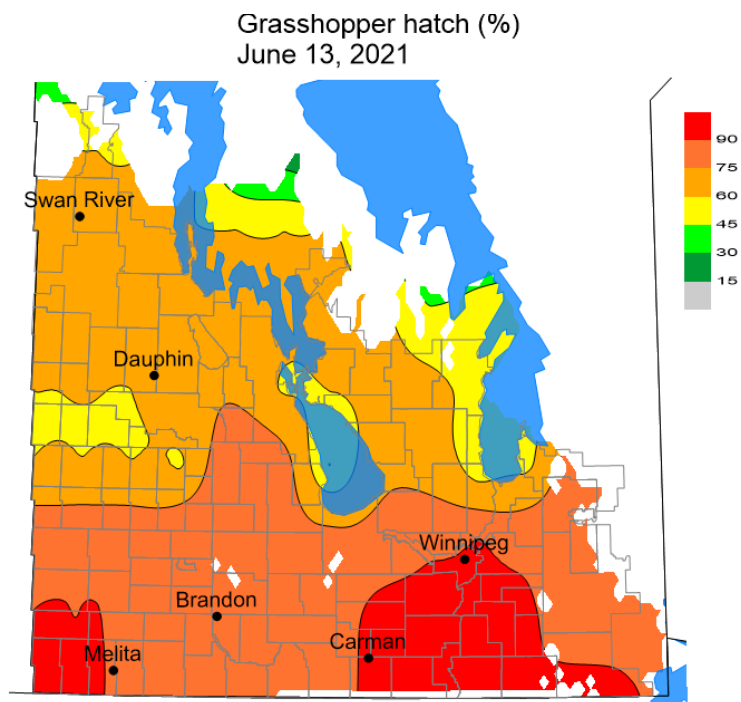 Grasshopper hatch (%)
June 13, 2021
90
75
60
45
30
15
Swan River
Dauphin
Winnipeg
Brandon
Carman
Melita